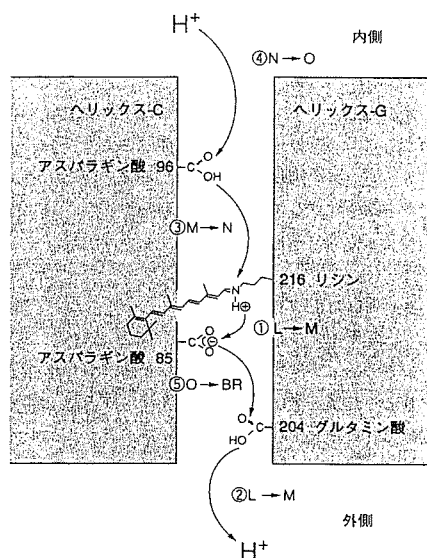 H⁺
内側
④N→O
ヘリックス-C
ヘリックス-G
アスパラギン酸 96
C
O
OH
③M→N
216 リシン
N
H
⊕
①L→M
アスパラギン酸 85
C
O
⊖
O
⑤O→BR
O
C
HO
204 グルタミン酸
②L→M
H⁺
外側